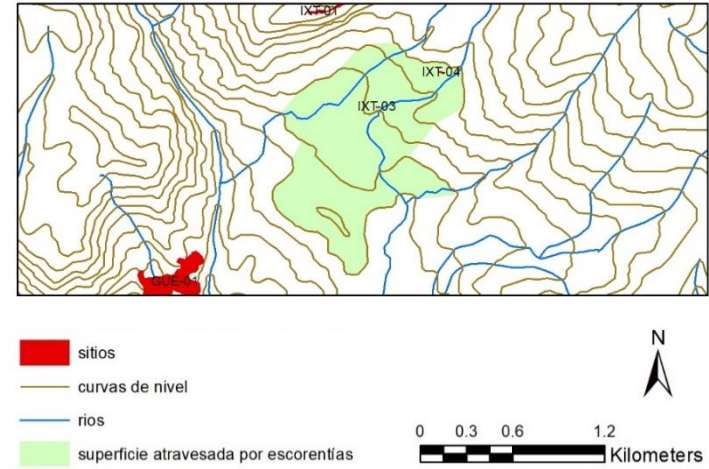 IXT-01
IXT-04
IXT-03
GUE-01
sitios
curvas de nivel
rios
superficie atravesada por escorentías
N
0 0.3 0.6 1.2
Kilometers